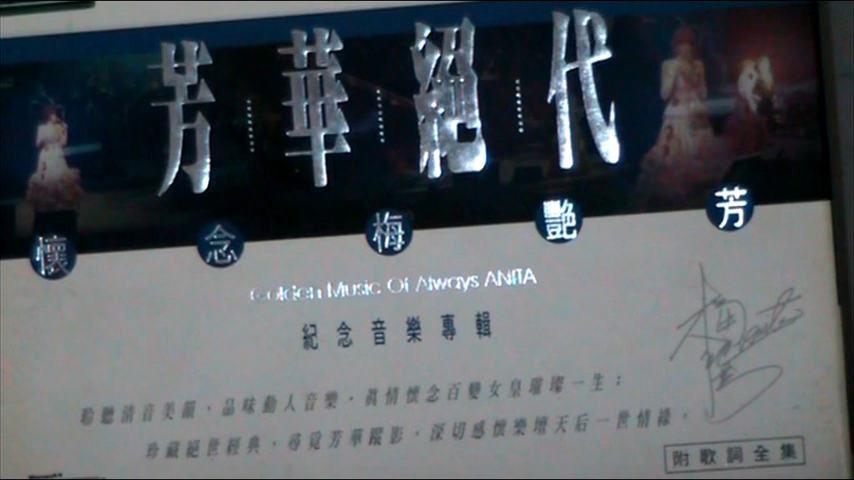 芳華絕代
懷念梅艷芳
Golden Music Of Always ANITA
紀念音樂專輯
聆聽清音美韻,品味動人音樂,眞情懷念百變女皇璀璨一生;
珍藏絕世經典,尋覓芳華蹤影,深切感懷樂壇天后一世情緣。
附歌詞全集